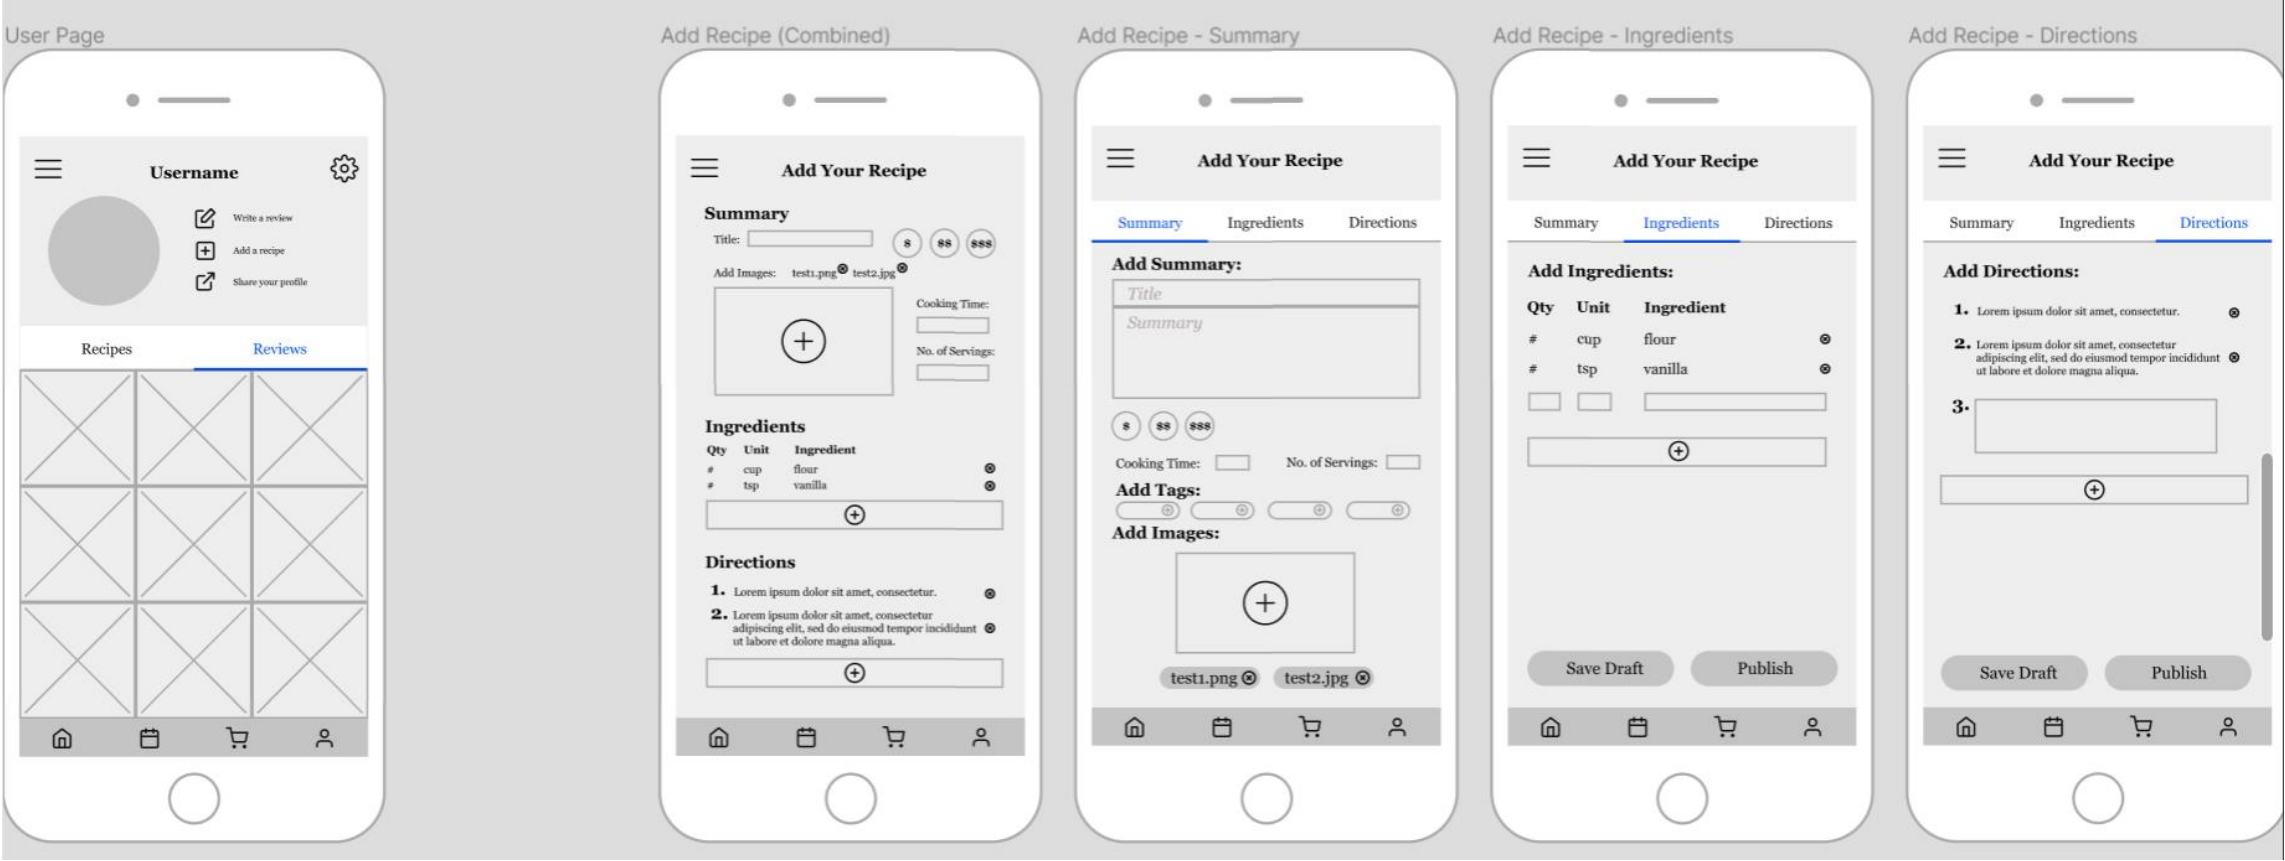 User Page
Username
Write a review
Add a recipe
Share your profile
Recipes Reviews
Add Recipe (Combined)
Add Your Recipe
Summary
Title: $ $$ $$$
Add Images: test1.png test2.jpg
Cooking Time:
No. of Servings:
Ingredients
Qty Unit Ingredient
# cup flour
# tsp vanilla
Directions
1. Lorem ipsum dolor sit amet, consectetur.
2. Lorem ipsum dolor sit amet, consectetur
adipiscing elit, sed do eiusmod tempor incididunt
ut labore et dolore magna aliqua.
Add Recipe - Summary
Add Your Recipe
Summary Ingredients Directions
Add Summary:
Title
Summary
$ $$ $$$
Cooking Time: No. of Servings:
Add Tags:
Add Images:
test1.png test2.jpg
Add Recipe - Ingredients
Add Your Recipe
Summary Ingredients Directions
Add Ingredients:
Qty Unit Ingredient
# cup flour
# tsp vanilla
Save Draft Publish
Add Recipe - Directions
Add Your Recipe
Summary Ingredients Directions
Add Directions:
1. Lorem ipsum dolor sit amet, consectetur.
2. Lorem ipsum dolor sit amet, consectetur
adipiscing elit, sed do eiusmod tempor incididunt
ut labore et dolore magna aliqua.
3.
Save Draft Publish